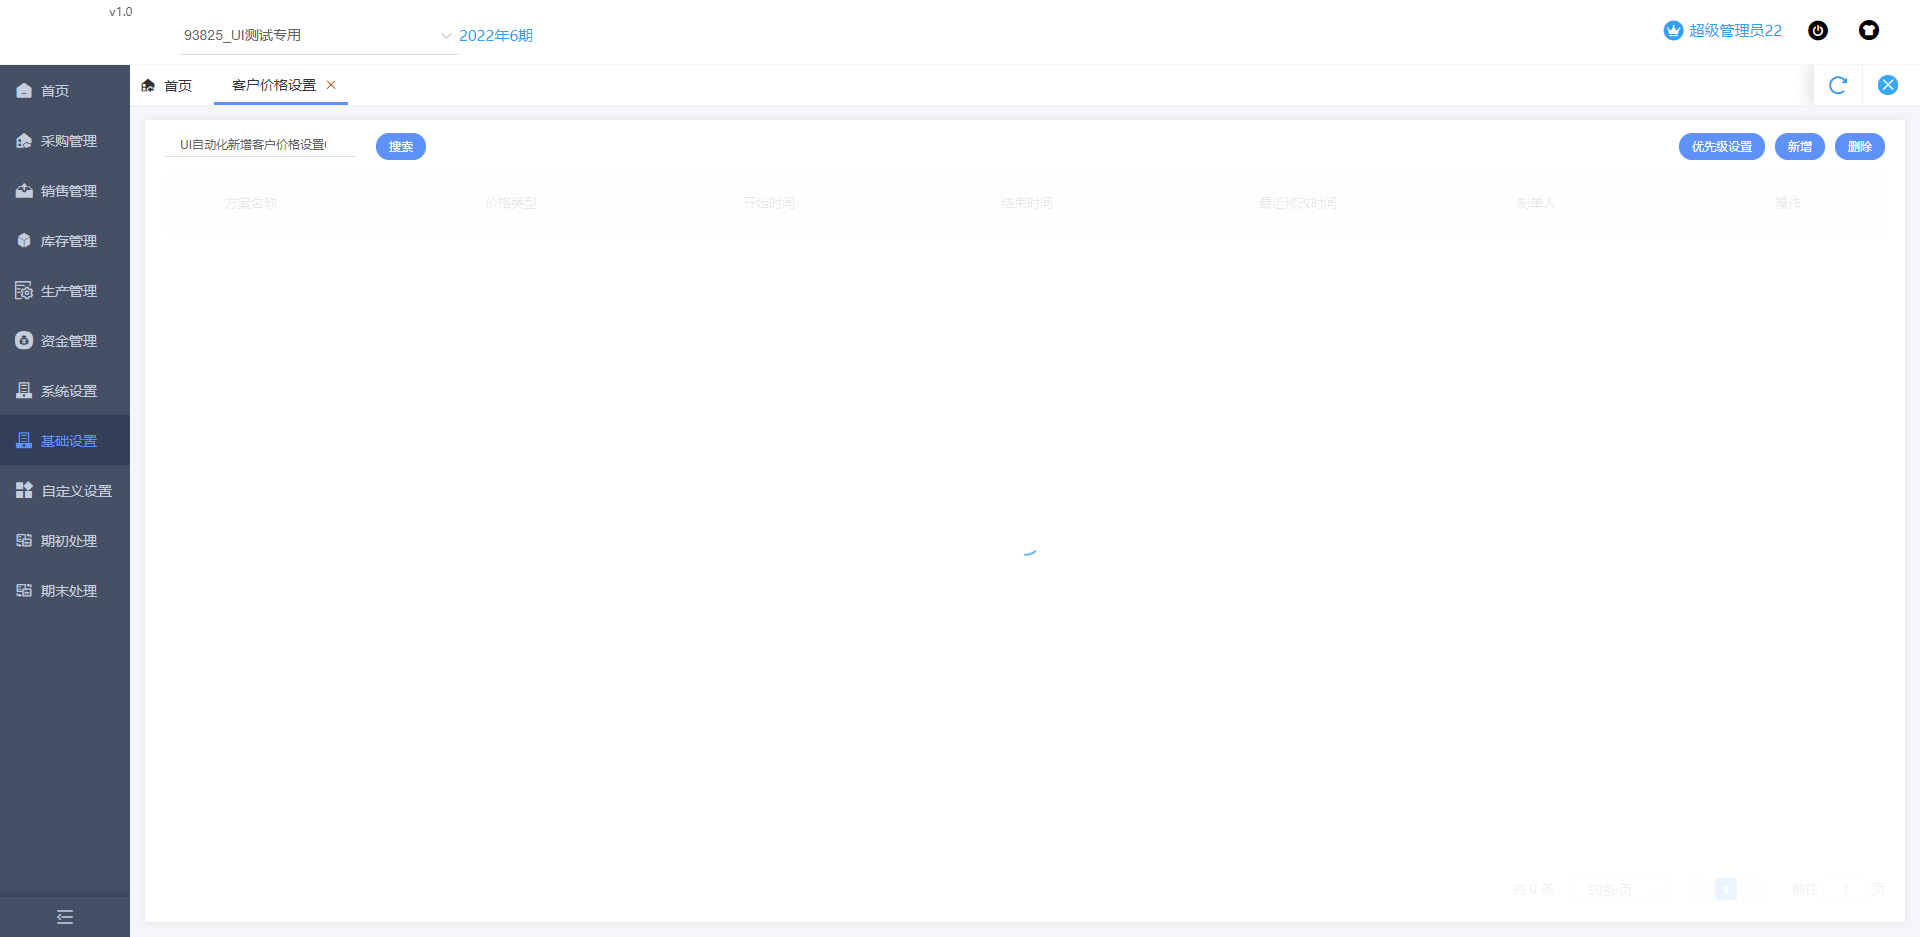 v1.0
93825_UI测试专用
2022年6期
超级管理员22
首页
采购管理
销售管理
库存管理
生产管理
资金管理
系统设置
基础设置
自定义设置
期初处理
期末处理
首页
客户价格设置
UI自动化新增客户价格设置
搜索
优先级设置
新增
删除
方案名称 价格类型 开始时间 结束时间 最近修改时间 制单人 操作
共 0 条 50条/页 1 前往 1 页